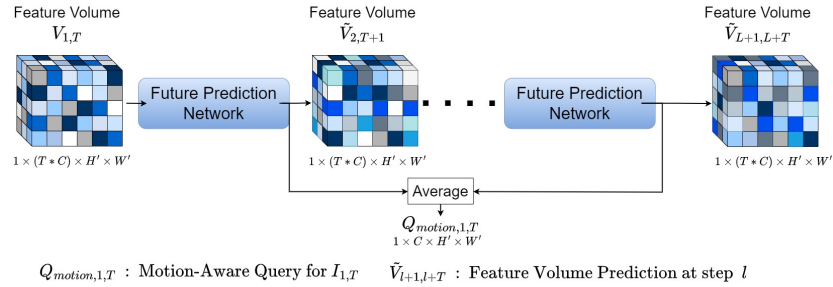 Feature Volume
V_{1,T}
Feature Volume
Ṽ_{2,T+1}
Feature Volume
Ṽ_{L+1,L+T}
Future Prediction
Network
Future Prediction
Network
1 × (T * C) × H′ × W′
1 × (T * C) × H′ × W′
1 × (T * C) × H′ × W′
Average
Q_{motion,1,T}
1 × C × H′ × W′
Q_{motion,1,T} : Motion-Aware Query for I_{1,T}
Ṽ_{l+1,l+T} : Feature Volume Prediction at step l